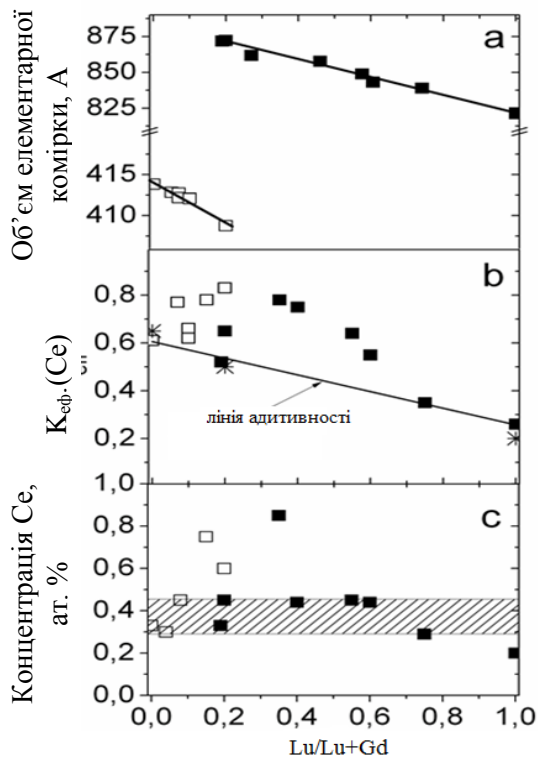 Об’єм елементарної
комірки, А
875
850
825
415
410
a
Kеф.(Ce)
0,8
0,6
0,4
0,2
b
лінія адитивності
Концентрація Ce,
ат. %
1,0
0,8
0,6
0,4
0,2
0,0
c
0,0 0,2 0,4 0,6 0,8 1,0
Lu/Lu+Gd